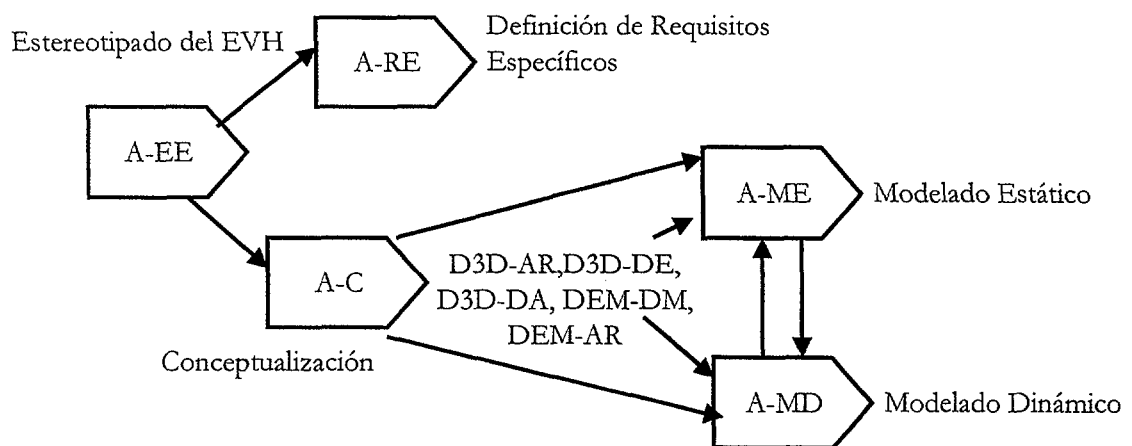 Estereotipado del EVH
A-RE
Definición de Requisitos
Específicos
A-EE
A-ME
Modelado Estático
A-C
D3D-AR,D3D-DE,
D3D-DA, DEM-DM,
DEM-AR
Conceptualización
A-MD
Modelado Dinámico